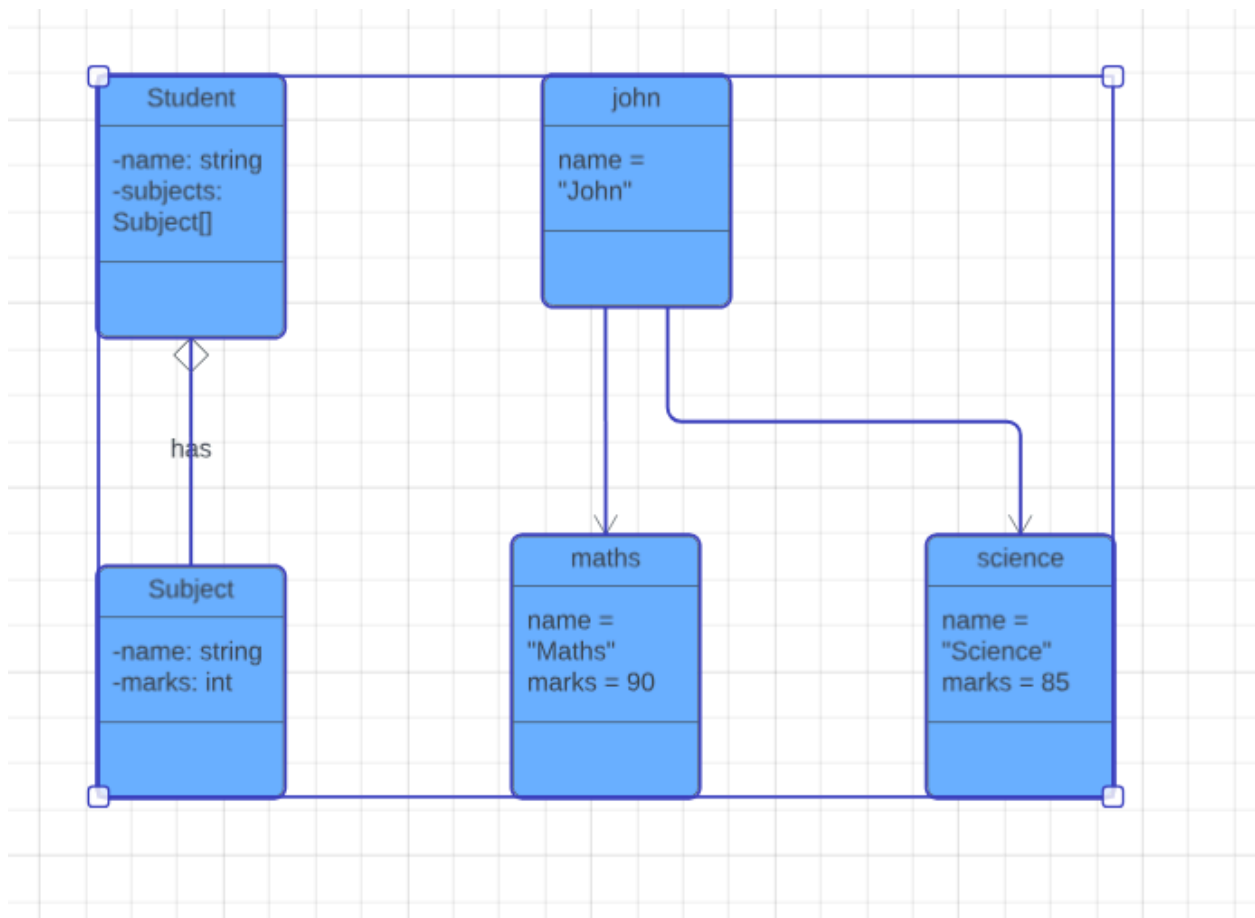 Student
-name: string
-subjects:
Subject[]
john
name =
"John"
has
Subject
-name: string
-marks: int
maths
name =
"Maths"
marks = 90
science
name =
"Science"
marks = 85